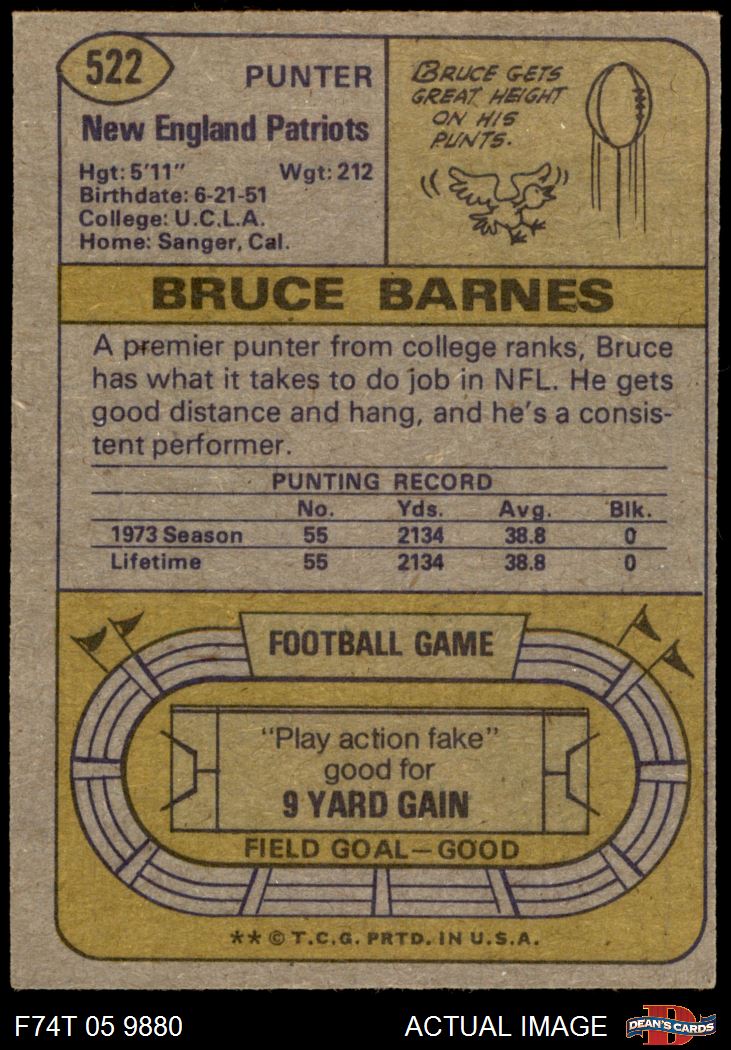 522
PUNTER
New England Patriots
Hgt: 5'11" Wgt: 212
Birthdate: 6-21-51
College: U.C.L.A.
Home: Sanger, Cal.
BRUCE GETS
GREAT HEIGHT
ON HIS
PUNTS.
BRUCE BARNES
A premier punter from college ranks, Bruce
has what it takes to do job in NFL. He gets
good distance and hang, and he's a consis-
tent performer.
PUNTING RECORD
No. Yds. Avg. Blk.
1973 Season 55 2134 38.8 0
Lifetime 55 2134 38.8 0
FOOTBALL GAME
"Play action fake"
good for
9 YARD GAIN
FIELD GOAL—GOOD
** © T.C.G. PRTD. IN U.S.A.
F74T 05 9880 ACTUAL IMAGE
D
DEAN'S CARDS